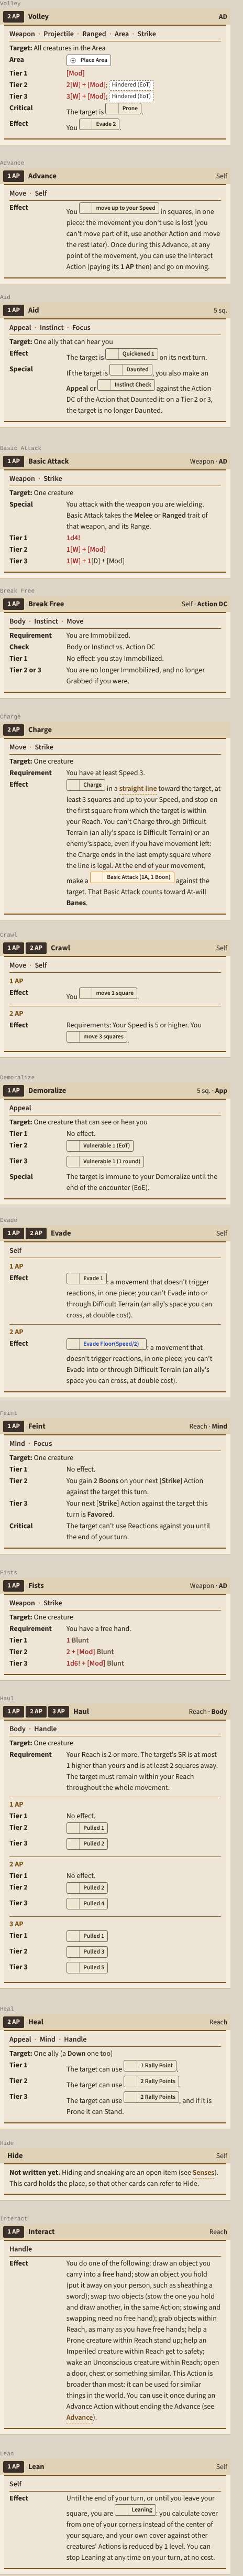 Volley
2 AP Volley AD
Weapon · Projectile · Ranged · Area · Strike
Target: All creatures in the Area
Area Place Area
Tier 1 [Mod]
Tier 2 2[W] + [Mod]; Hindered (EoT)
Tier 3 3[W] + [Mod]; Hindered (EoT)
Critical The target is Prone.
Effect You Evade 2.
Advance
1 AP Advance Self
Move · Self
Effect You move up to your Speed in squares, in one
piece: the movement you don't use is lost (you
can't move part of it, use another Action and move
the rest later). Once during this Advance, at any
point of the movement, you can use the Interact
Action (paying its 1 AP then) and go on moving.
Aid
1 AP Aid 5 sq.
Appeal · Instinct · Focus
Target: One ally that can hear you
Effect The target is Quickened 1 on its next turn.
Special If the target is Daunted, you also make an
Appeal or Instinct Check against the Action
DC of the Action that Daunted it: on a Tier 2 or 3,
the target is no longer Daunted.
Basic Attack
1 AP Basic Attack Weapon · AD
Weapon · Strike
Target: One creature
Special You attack with the weapon you are wielding.
Basic Attack takes the Melee or Ranged trait of
that weapon, and its Range.
Tier 1 1d4!
Tier 2 1[W] + [Mod]
Tier 3 1[W] + 1[D] + [Mod]
Break Free
1 AP Break Free Self · Action DC
Body · Instinct · Move
Requirement You are Immobilized.
Check Body or Instinct vs. Action DC
Tier 1 No effect: you stay Immobilized.
Tier 2 or 3 You are no longer Immobilized, and no longer
Grabbed if you were.
Charge
2 AP Charge
Move · Strike
Target: One creature
Requirement You have at least Speed 3.
Effect Charge in a straight line toward the target, at
least 3 squares and up to your Speed, and stop on
the first square from which the target is within
your Reach. You can't Charge through Difficult
Terrain (an ally's space is Difficult Terrain) or an
enemy's space, even if you have movement left:
the Charge ends in the last empty square where
the line is legal. At the end of your movement,
make a Basic Attack (1A, 1 Boon) against the
target. That Basic Attack counts toward At-will
Banes.
Crawl
1 AP 2 AP Crawl Self
Move · Self
1 AP
Effect You move 1 square.
2 AP
Effect Requirements: Your Speed is 5 or higher. You
move 3 squares.
Demoralize
1 AP Demoralize 5 sq. · App
Appeal
Target: One creature that can see or hear you
Tier 1 No effect.
Tier 2 Vulnerable 1 (EoT)
Tier 3 Vulnerable 1 (1 round)
Special The target is immune to your Demoralize until the
end of the encounter (EoE).
Evade
1 AP 2 AP Evade Self
Self
1 AP
Effect Evade 1: a movement that doesn't trigger
reactions, in one piece; you can't Evade into or
through Difficult Terrain (an ally's space you can
cross, at double cost).
2 AP
Effect Evade Floor(Speed/2): a movement that
doesn't trigger reactions, in one piece; you can't
Evade into or through Difficult Terrain (an ally's
space you can cross, at double cost).
Feint
1 AP Feint Reach · Mind
Mind · Focus
Target: One creature
Tier 1 No effect.
Tier 2 You gain 2 Boons on your next [Strike] Action
against the target this turn.
Tier 3 Your next [Strike] Action against the target this
turn is Favored.
Critical The target can't use Reactions against you until
the end of your turn.
Fists
1 AP Fists Weapon · AD
Weapon · Strike
Target: One creature
Requirement You have a free hand.
Tier 1 1 Blunt
Tier 2 2 + [Mod] Blunt
Tier 3 1d6! + [Mod] Blunt
Haul
1 AP 2 AP 3 AP Haul Reach · Body
Body · Handle
Target: One creature
Requirement Your Reach is 2 or more. The target's SR is at most
1 higher than yours and is at least 2 squares away.
The target must remain within your Reach
throughout the whole movement.
1 AP
Tier 1 No effect.
Tier 2 Pulled 1
Tier 3 Pulled 2
2 AP
Tier 1 No effect.
Tier 2 Pulled 2
Tier 3 Pulled 4
3 AP
Tier 1 Pulled 1
Tier 2 Pulled 3
Tier 3 Pulled 5
Heal
2 AP Heal Reach
Appeal · Mind · Handle
Target: One ally (a Down one too)
Tier 1 The target can use 1 Rally Point.
Tier 2 The target can use 2 Rally Points.
Tier 3 The target can use 2 Rally Points, and if it is
Prone it can Stand.
Hide
Hide Self
Not written yet. Hiding and sneaking are an open item (see Senses).
This card holds the place, so that other cards can refer to Hide.
Interact
1 AP Interact Reach
Handle
Effect You do one of the following: draw an object you
carry into a free hand; stow an object you hold
(put it away on your person, such as sheathing a
sword); swap two objects (stow the one you hold
and draw another, in the same Action; stowing and
swapping need no free hand); grab objects within
Reach, as many as you have free hands; help a
Prone creature within Reach stand up; help an
Imperiled creature within Reach get to safety;
wake an Unconscious creature within Reach; open
a door, chest or something similar. This Action is
broader than most: it can be used for similar
things in the world. You can use it once during an
Advance Action without ending the Advance (see
Advance).
Lean
1 AP Lean Self
Self
Effect Until the end of your turn, or until you leave your
square, you are Leaning: you calculate cover
from one of your corners instead of the center of
your square, and your own cover against other
creatures' Actions is reduced by 1 level. You can
stop Leaning at any time on your turn, at no cost.